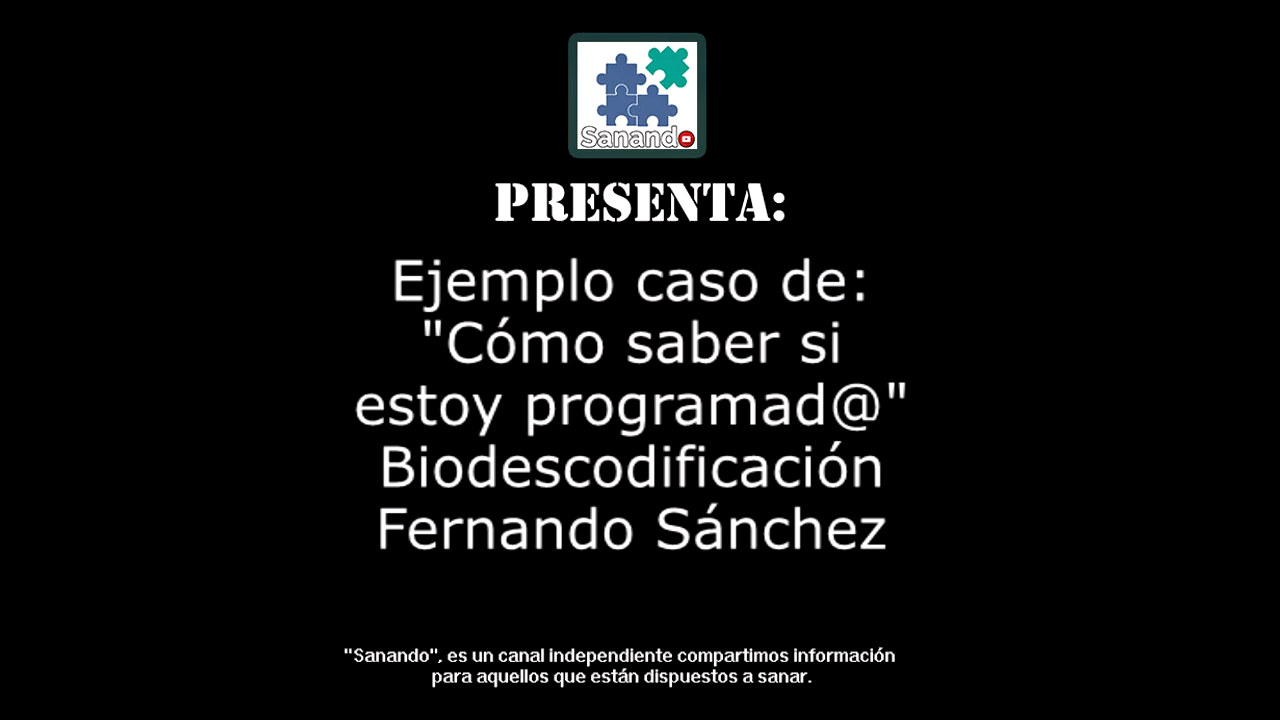 Sanando
PRESENTA:
Ejemplo caso de:
"Cómo saber si
estoy programad@"
Biodescodificación
Fernando Sánchez
"Sanando", es un canal independiente compartimos información
para aquellos que están dispuestos a sanar.